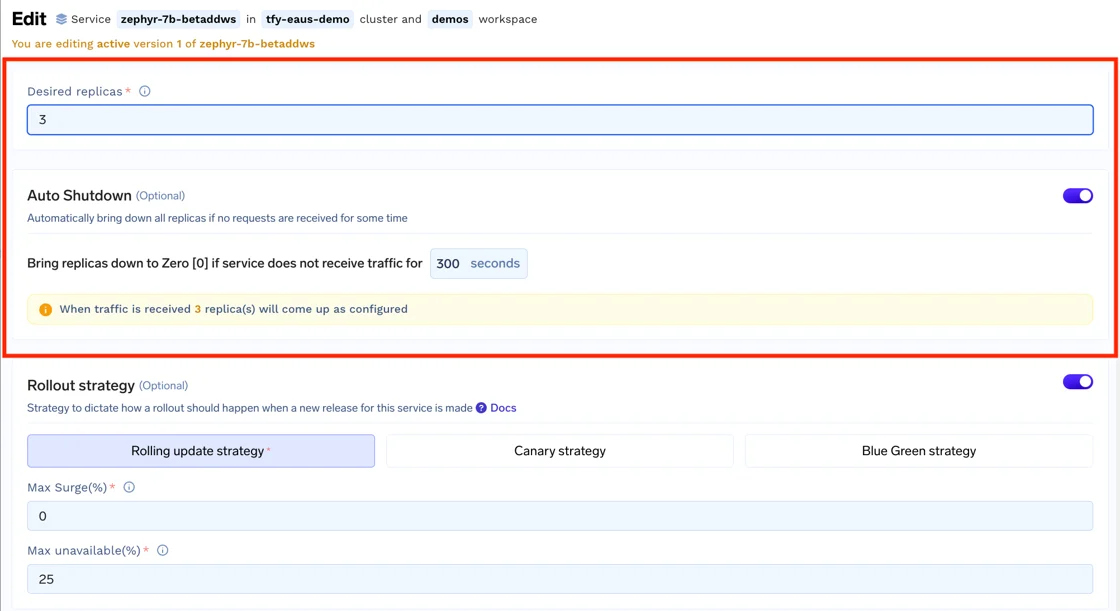 Edit Service zephyr-7b-betaddws in tfy-eaus-demo cluster and demos workspace
You are editing active version 1 of zephyr-7b-betaddws
Desired replicas*
3
Auto Shutdown (Optional)
Automatically bring down all replicas if no requests are received for some time
Bring replicas down to Zero [0] if service does not receive traffic for 300 seconds
When traffic is received 3 replica(s) will come up as configured
Rollout strategy (Optional)
Strategy to dictate how a rollout should happen when a new release for this service is made Docs
Rolling update strategy* Canary strategy Blue Green strategy
Max Surge(%)*
0
Max unavailable(%)*
25